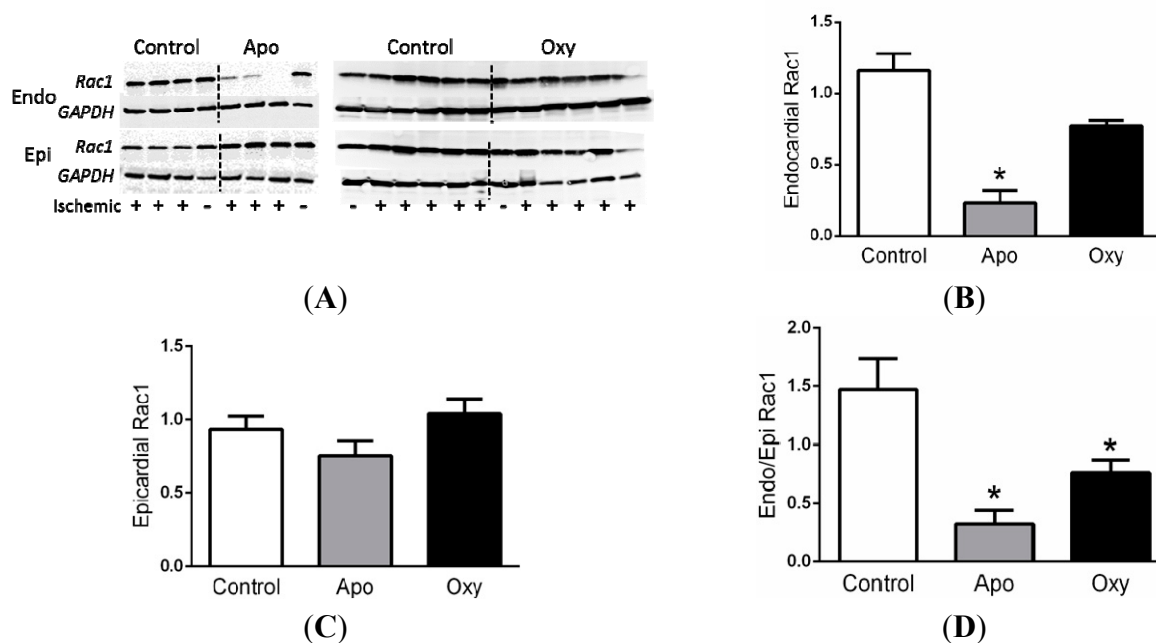 Control Apo Control Oxy
Endo Rac1
GAPDH
Epi Rac1
GAPDH
Ischemic + + + - + + + - - + + + + + - + + + + +
(A)
Endocardial Rac1
1.5
1.0
0.5
0.0
Control Apo Oxy
*
(B)
Epicardial Rac1
1.5
1.0
0.5
0.0
Control Apo Oxy
(C)
Endo/Epi Rac1
2.0
1.5
1.0
0.5
0.0
Control Apo Oxy
* *
(D)